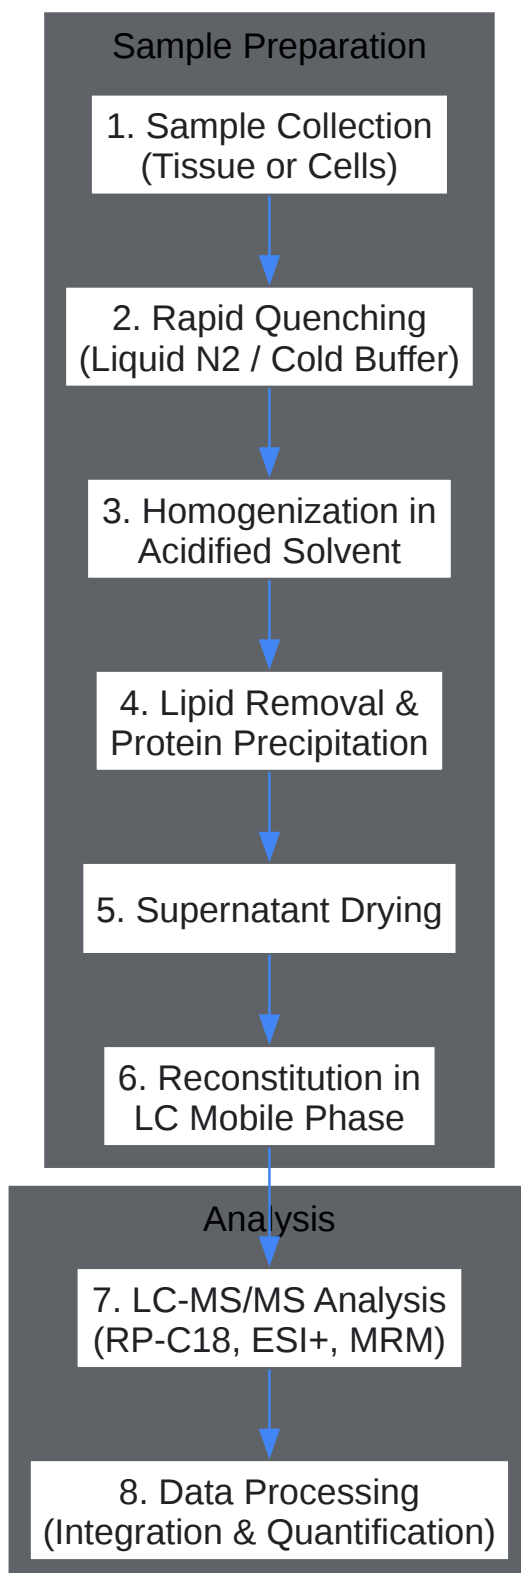 Sample Preparation
1. Sample Collection
(Tissue or Cells)
2. Rapid Quenching
(Liquid N2 / Cold Buffer)
3. Homogenization in
Acidified Solvent
4. Lipid Removal &
Protein Precipitation
5. Supernatant Drying
6. Reconstitution in
LC Mobile Phase
Analysis
7. LC-MS/MS Analysis
(RP-C18, ESI+, MRM)
8. Data Processing
(Integration & Quantification)